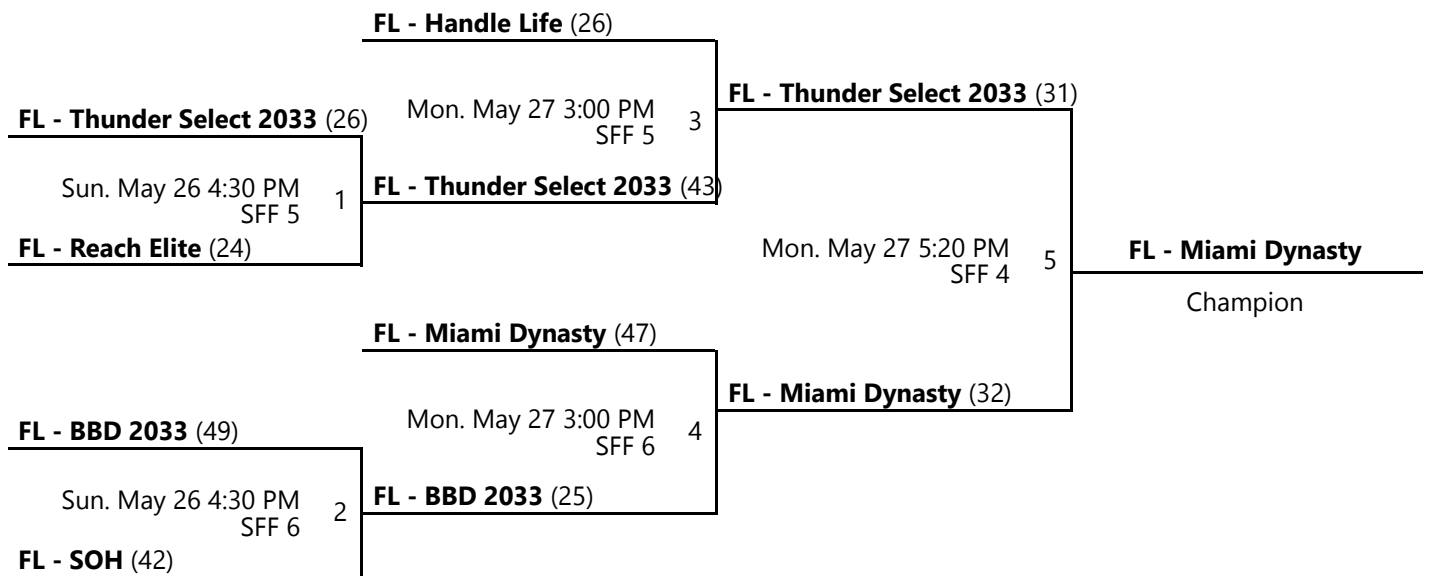 FL - Handle Life (26)
FL - Thunder Select 2033 (31)
FL - Thunder Select 2033 (26)
Mon. May 27 3:00 PM
SFF 5
3
Sun. May 26 4:30 PM
SFF 5
1
FL - Thunder Select 2033 (43)
FL - Reach Elite (24)
Mon. May 27 5:20 PM
SFF 4
5
FL - Miami Dynasty
Champion
FL - Miami Dynasty (47)
FL - Miami Dynasty (32)
Mon. May 27 3:00 PM
SFF 6
4
FL - BBD 2033 (49)
Sun. May 26 4:30 PM
SFF 6
2
FL - BBD 2033 (25)
FL - SOH (42)